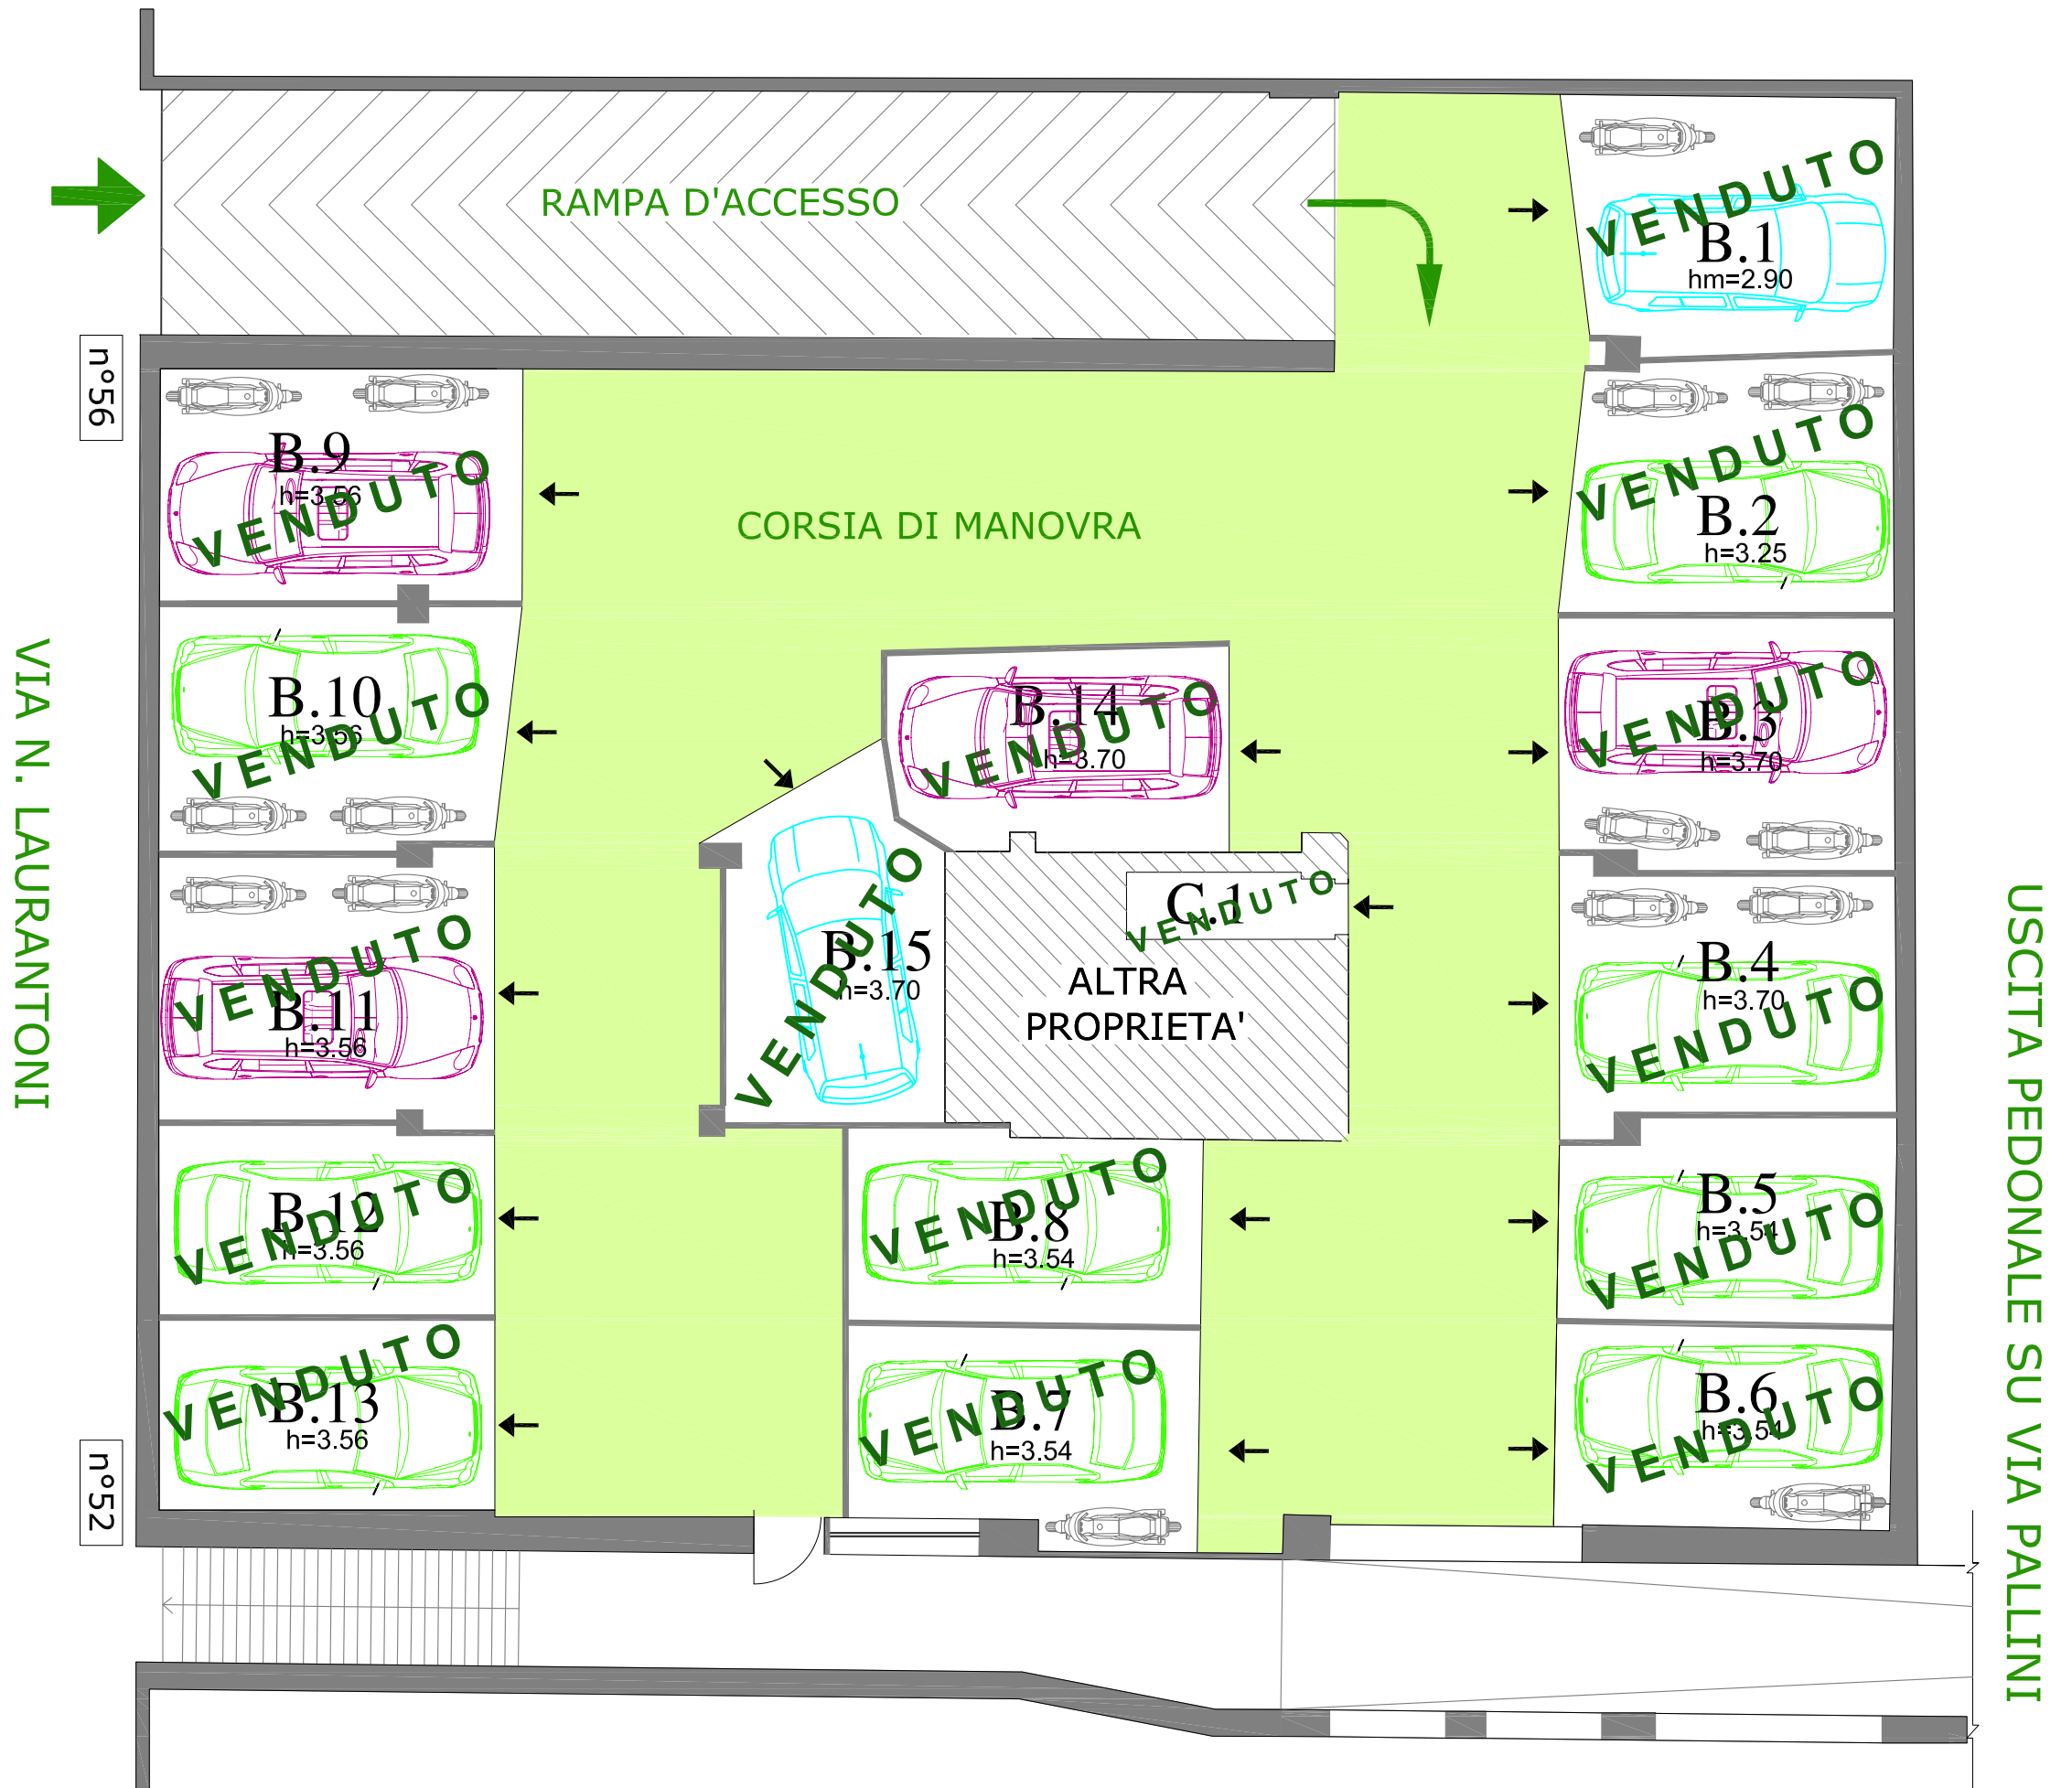 RAMPA D'ACCESSO
VENDUTO
B.1
hm=2.90
n°56
VENDUTO
B.2
h=3.25
B.9
h=3.56
VENDUTO
CORSIA DI MANOVRA
B.10
h=3.56
VENDUTO
B.14
h=3.70
VENDUTO
B.3
h=3.70
VENDUTO
VIA N. LAURANTONI
C.1
VENDUTO
B.15
h=3.70
VENDUTO
ALTRA
PROPRIETA'
B.4
h=3.70
VENDUTO
VENDUTO
B.11
h=3.56
USCITA PEDONALE SU VIA PALLINI
B.12
h=3.56
VENDUTO
B.8
h=3.54
VENDUTO
B.5
h=3.54
VENDUTO
B.13
h=3.56
VENDUTO
B.7
h=3.54
VENDUTO
B.6
h=3.54
VENDUTO
n°52